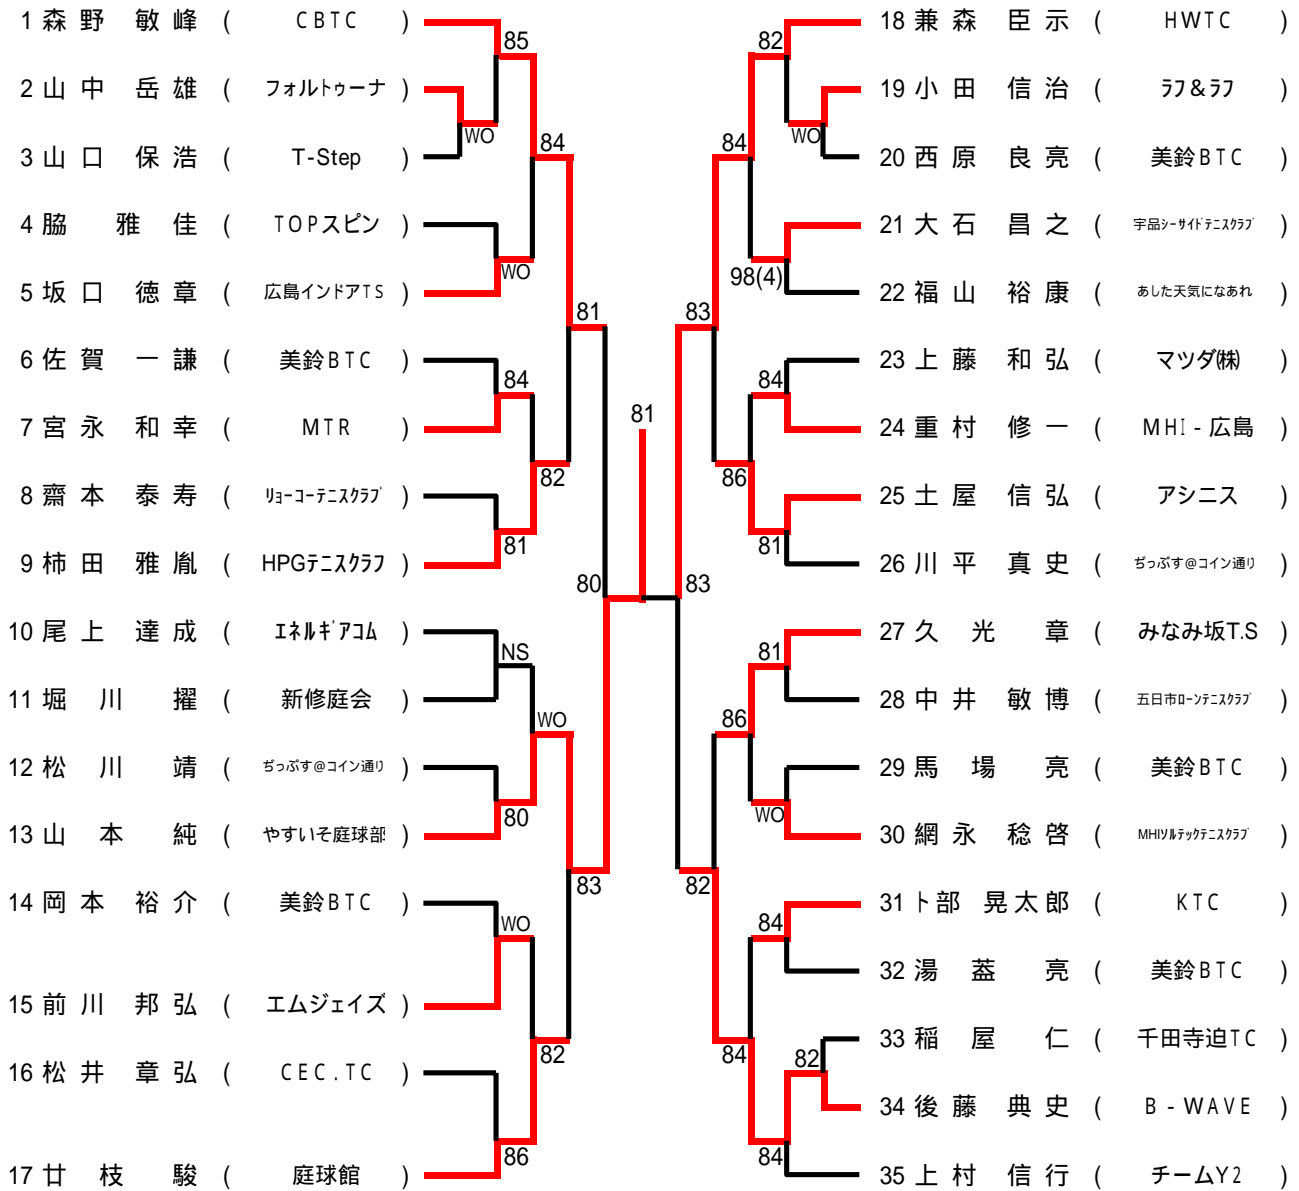 1 森野 敏峰 ( CBTC )
85
2 山中 岳雄 ( フォルトゥーナ )
WO
3 山口 保浩 ( T-Step )
84
4 脇 雅佳 ( TOPスピン )
WO
5 坂口 徳章 ( 広島インドアTS )
81
6 佐賀 一謙 ( 美鈴BTC )
84
7 宮永 和幸 ( MTR )
82
8 齋本 泰寿 ( リョーコーテニスクラブ )
81
9 柿田 雅胤 ( HPGテニスクラブ )
80
10 尾上 達成 ( エネルギアコム )
NS
11 堀川 擢 ( 新修庭会 )
WO
12 松川 靖 ( ぢっぷす@コイン通り )
80
13 山本 純 ( やすいそ庭球部 )
83
14 岡本 裕介 ( 美鈴BTC )
WO
15 前川 邦弘 ( エムジェイズ )
82
16 松井 章弘 ( CEC.TC )
86
17 廿枝 駿 ( 庭球館 )
81
18 兼森 臣示 ( HWTC )
82
19 小田 信治 ( ラフ&ラフ )
WO
20 西原 良亮 ( 美鈴BTC )
84
21 大石 昌之 ( 宇品シーサイドテニスクラブ )
98(4)
22 福山 裕康 ( あした天気になあれ )
83
23 上藤 和弘 ( マツダ㈱ )
84
24 重村 修一 ( MHI-広島 )
86
25 土屋 信弘 ( アシニス )
81
26 川平 真史 ( ぢっぷす@コイン通り )
83
27 久光 章 ( みなみ坂T.S )
81
28 中井 敏博 ( 五日市ローンテニスクラブ )
86
29 馬場 亮 ( 美鈴BTC )
WO
30 網永 稔啓 ( MHIソルテックテニスクラブ )
82
31 卜部 晃太郎 ( KTC )
84
32 湯蓋 亮 ( 美鈴BTC )
84
33 稲屋 仁 ( 千田寺迫TC )
82
34 後藤 典史 ( B-WAVE )
84
35 上村 信行 ( チームY2 )